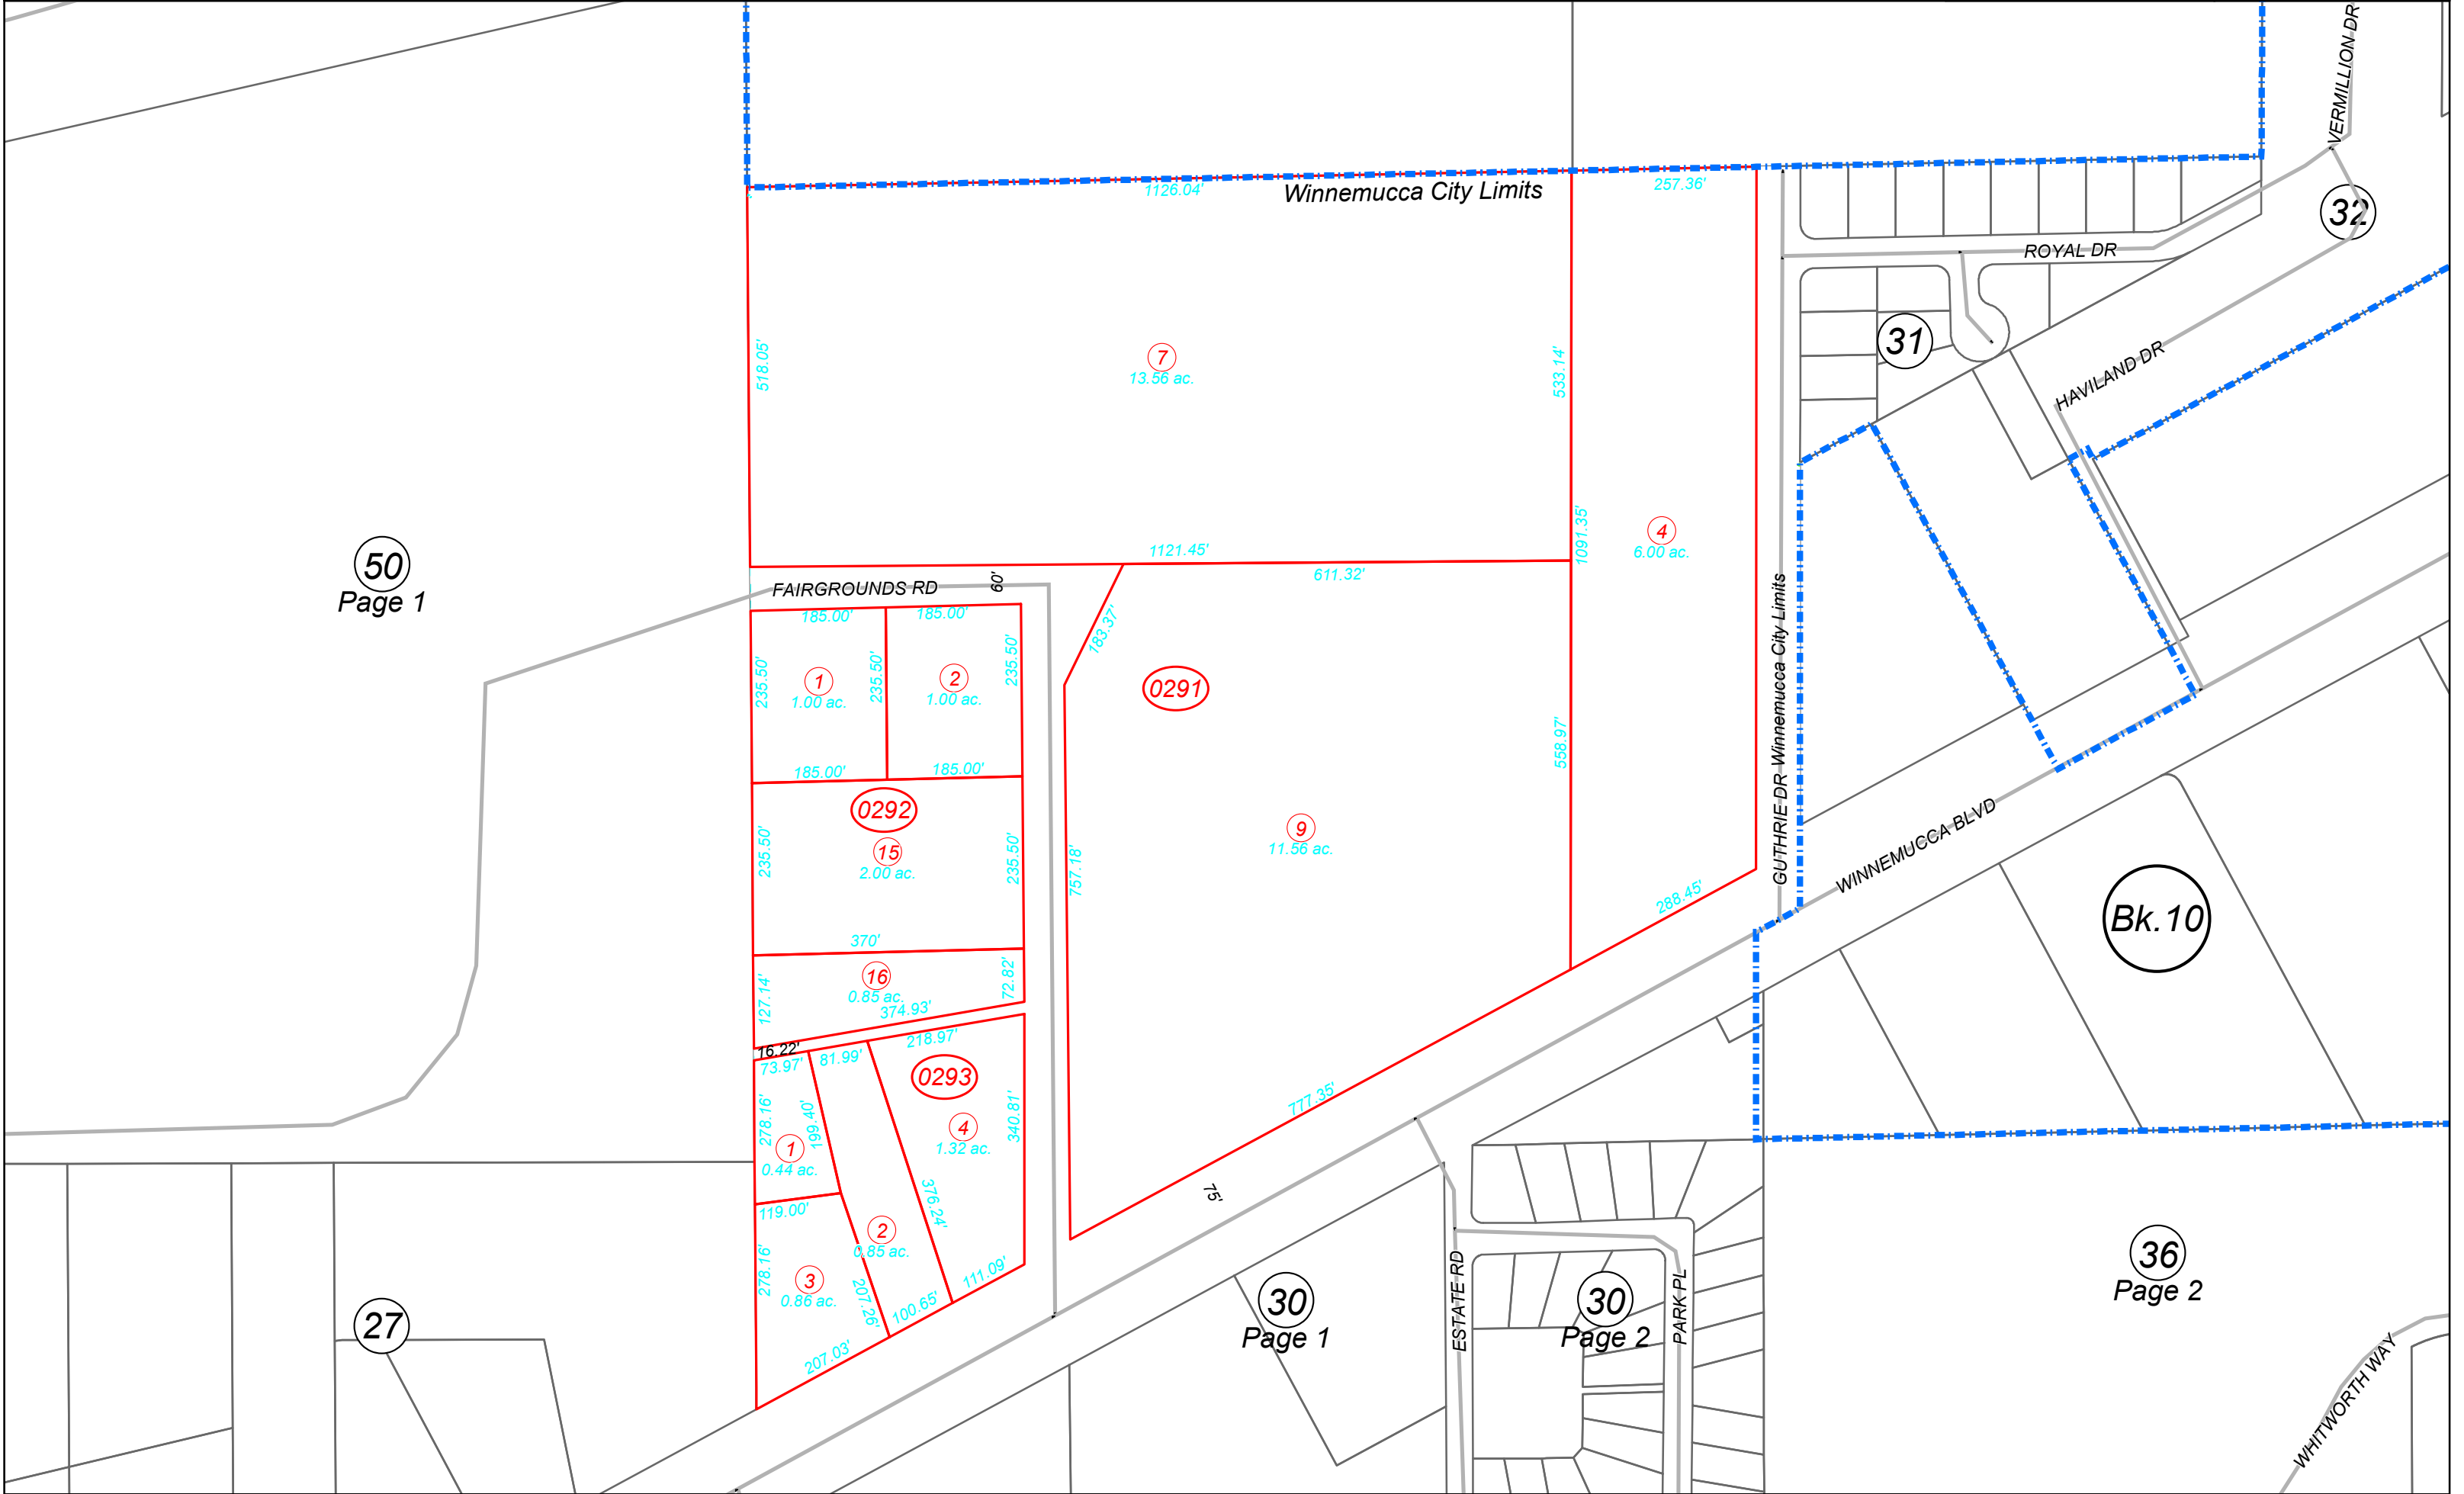 VERMILLION DR
1126.04'
Winnemucca City Limits
257.36'
32
ROYAL DR
31
HAVILAND DR
518.05'
7
13.56 ac.
533.14'
1091.35'
4
6.00 ac.
1121.45'
611.32'
50
Page 1
FAIRGROUNDS RD
60'
185.00'
185.00'
183.37'
235.50'
1
1.00 ac.
235.50'
2
1.00 ac.
235.50'
0291
GUTHRIE DR Winnemucca City Limits
558.97'
185.00'
185.00'
0292
235.50'
15
2.00 ac.
235.50'
757.18'
9
11.56 ac.
288.45'
WINNEMUCCA BLVD
Bk.10
370'
127.14'
16
0.85 ac.
72.82'
374.93'
16.22'
73.97'
81.99'
218.97'
0293
278.16'
199.40'
1
0.44 ac.
4
1.32 ac.
340.81'
777.35'
75'
119.00'
376.24'
2
0.85 ac.
278.16'
3
0.86 ac.
207.26'
100.65'
111.09'
207.03'
27
30
Page 1
ESTATE RD
30
Page 2
PARK PL
36
Page 2
WHITWORTH WAY